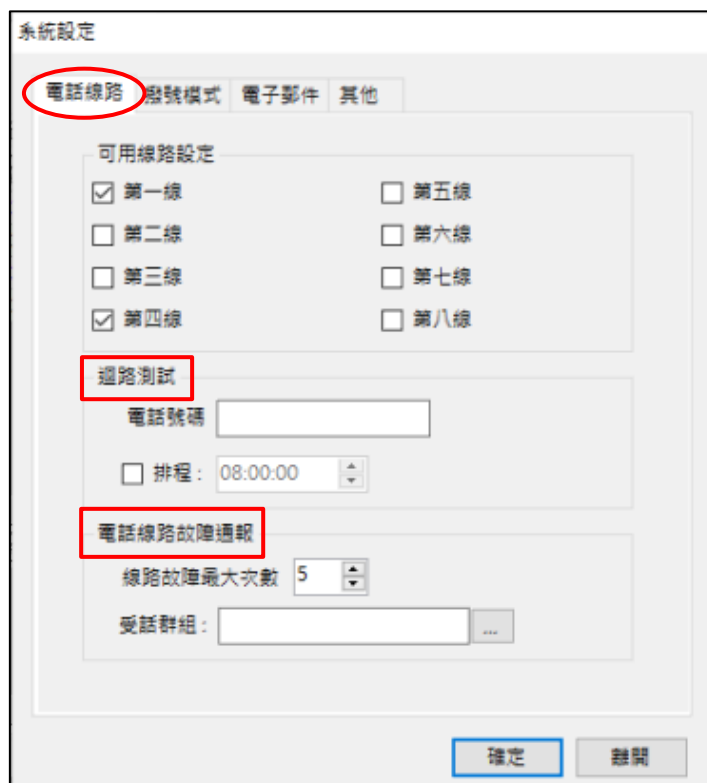 系統設定
電話線路 撥號模式 電子郵件 其他
可用線路設定
第一線 第五線
第二線 第六線
第三線 第七線
第四線 第八線
迴路測試
電話號碼
排程： 08:00:00
電話線路故障通報
線路故障最大次數 5
受話群組：
...
確定 離開